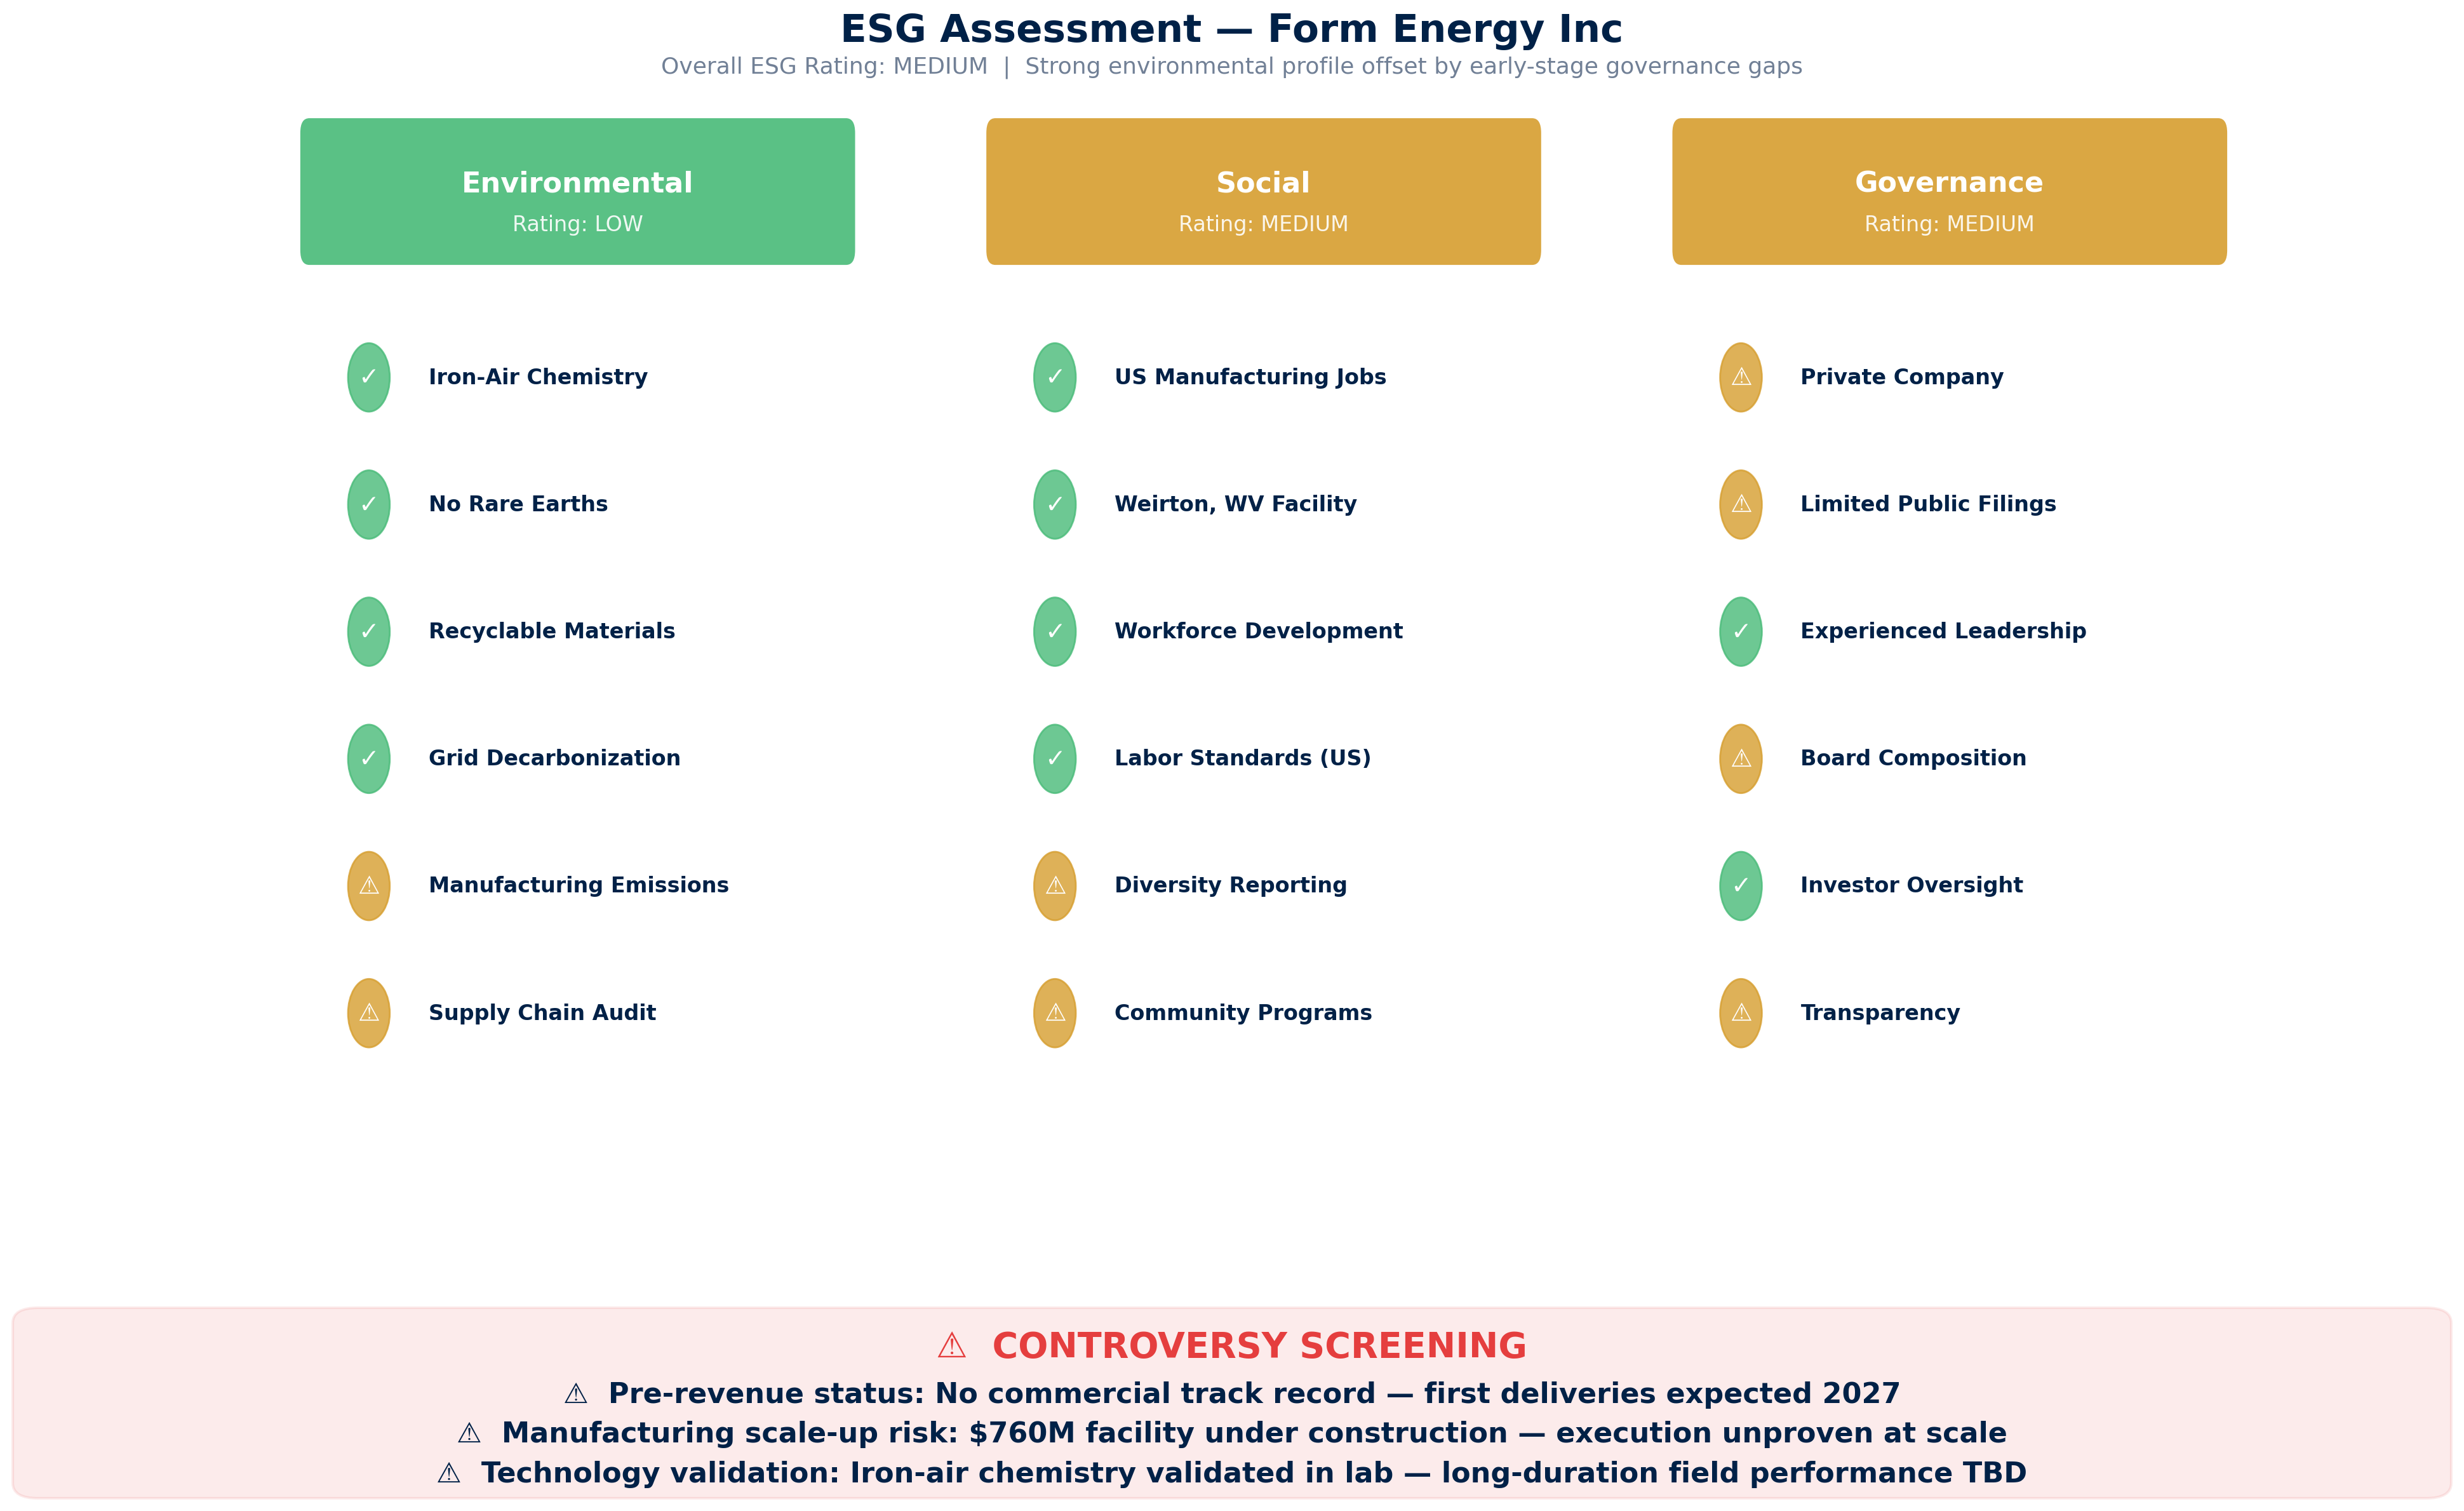 ESG Assessment — Form Energy Inc
Overall ESG Rating: MEDIUM | Strong environmental profile offset by early-stage governance gaps
Environmental
Rating: LOW
✓ Iron-Air Chemistry
✓ No Rare Earths
✓ Recyclable Materials
✓ Grid Decarbonization
⚠ Manufacturing Emissions
⚠ Supply Chain Audit
Social
Rating: MEDIUM
✓ US Manufacturing Jobs
✓ Weirton, WV Facility
✓ Workforce Development
✓ Labor Standards (US)
⚠ Diversity Reporting
⚠ Community Programs
Governance
Rating: MEDIUM
⚠ Private Company
⚠ Limited Public Filings
✓ Experienced Leadership
⚠ Board Composition
✓ Investor Oversight
⚠ Transparency
⚠ CONTROVERSY SCREENING
⚠ Pre-revenue status: No commercial track record — first deliveries expected 2027
⚠ Manufacturing scale-up risk: $760M facility under construction — execution unproven at scale
⚠ Technology validation: Iron-air chemistry validated in lab — long-duration field performance TBD